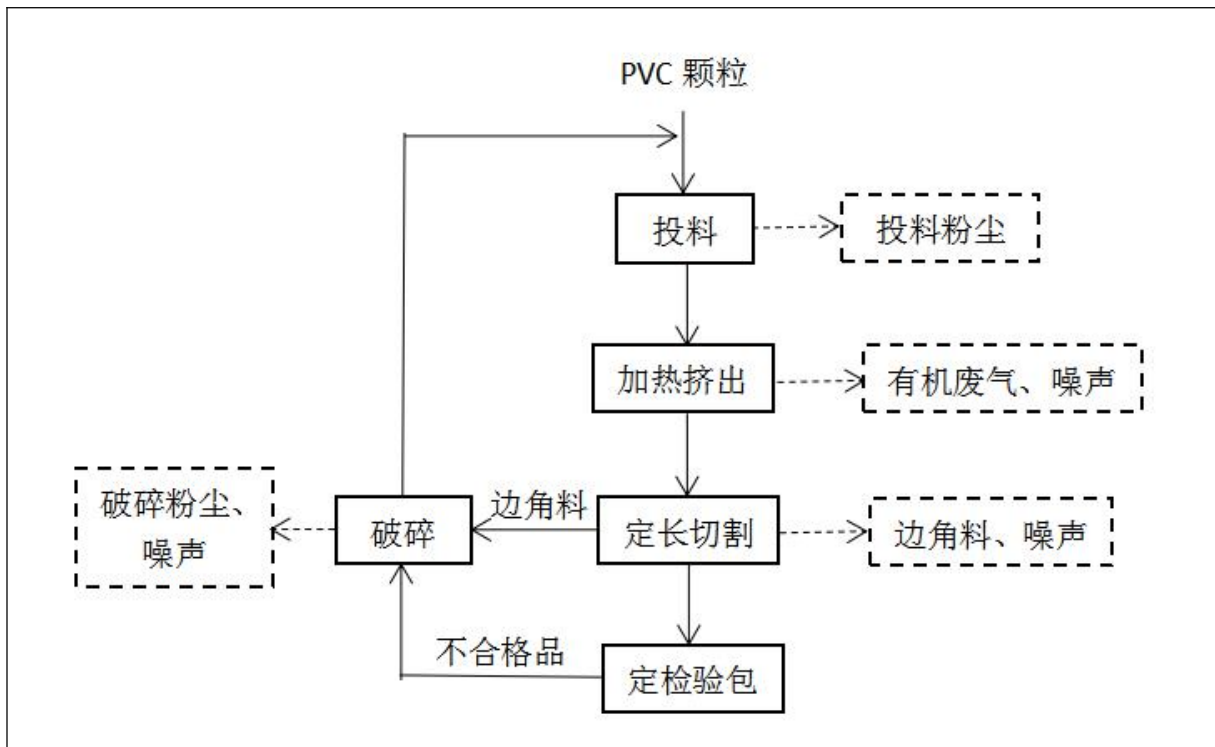 PVC 颗粒
投料
投料粉尘
加热挤出
有机废气、噪声
破碎粉尘、
噪声
破碎
边角料
定长切割
边角料、噪声
不合格品
定检验包